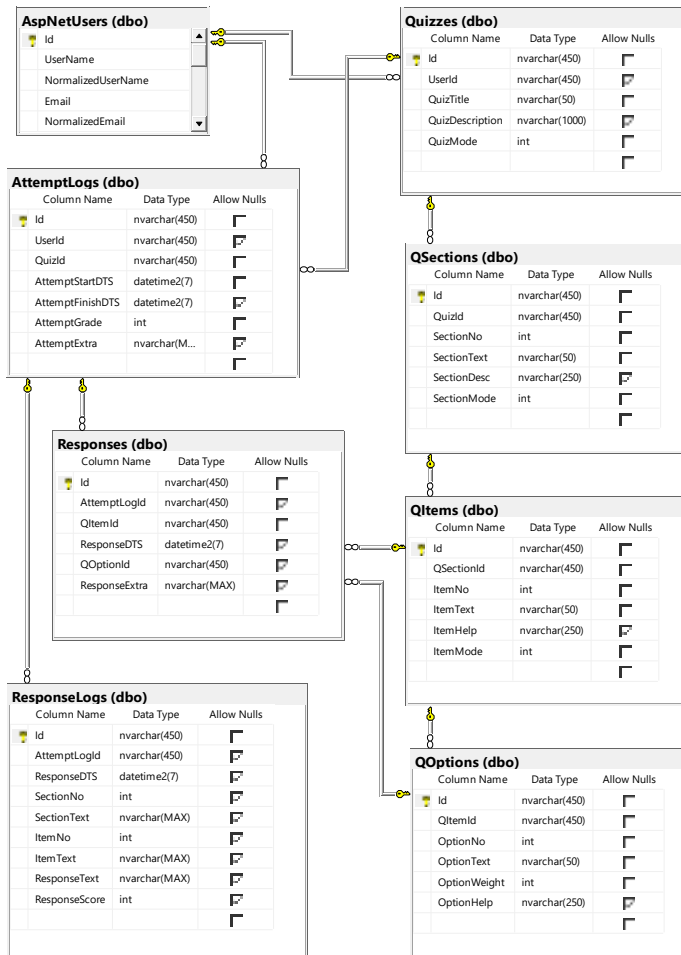 AspNetUsers (dbo)
Id
UserName
NormalizedUserName
Email
NormalizedEmail
Quizzes (dbo)
Column Name Data Type Allow Nulls
Id nvarchar(450)
UserId nvarchar(450)
QuizTitle nvarchar(50)
QuizDescription nvarchar(1000)
QuizMode int
AttemptLogs (dbo)
Column Name Data Type Allow Nulls
Id nvarchar(450)
UserId nvarchar(450)
QuizId nvarchar(450)
AttemptStartDTS datetime2(7)
AttemptFinishDTS datetime2(7)
AttemptGrade int
AttemptExtra nvarchar(M...
QSections (dbo)
Column Name Data Type Allow Nulls
Id nvarchar(450)
QuizId nvarchar(450)
SectionNo int
SectionText nvarchar(50)
SectionDesc nvarchar(250)
SectionMode int
Responses (dbo)
Column Name Data Type Allow Nulls
Id nvarchar(450)
AttemptLogId nvarchar(450)
QItemId nvarchar(450)
ResponseDTS datetime2(7)
QOptionId nvarchar(450)
ResponseExtra nvarchar(MAX)
QItems (dbo)
Column Name Data Type Allow Nulls
Id nvarchar(450)
QSectionId nvarchar(450)
ItemNo int
ItemText nvarchar(50)
ItemHelp nvarchar(250)
ItemMode int
ResponseLogs (dbo)
Column Name Data Type Allow Nulls
Id nvarchar(450)
AttemptLogId nvarchar(450)
ResponseDTS datetime2(7)
SectionNo int
SectionText nvarchar(MAX)
ItemNo int
ItemText nvarchar(MAX)
ResponseText nvarchar(MAX)
ResponseScore int
QOptions (dbo)
Column Name Data Type Allow Nulls
Id nvarchar(450)
QItemId nvarchar(450)
OptionNo int
OptionText nvarchar(50)
OptionWeight int
OptionHelp nvarchar(250)